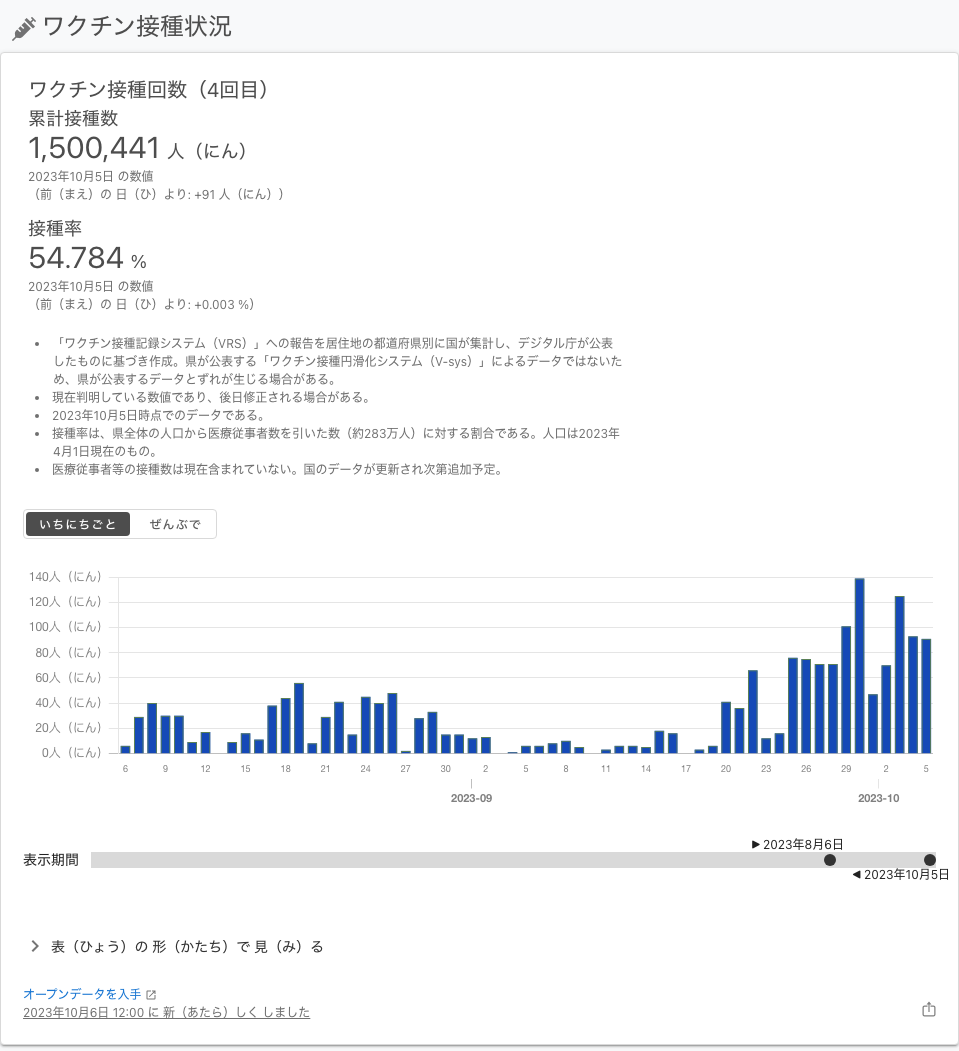 ワクチン接種状況
ワクチン接種回数（4回目）
累計接種数
1,500,441 人（にん）
2023年10月5日 の数値
（前（まえ）の 日（ひ）より: +91 人（にん））
接種率
54.784 %
2023年10月5日 の数値
（前（まえ）の 日（ひ）より: +0.003 %）
• 「ワクチン接種記録システム（VRS）」への報告を居住地の都道府県別に国が集計し、デジタル庁が公表
したものに基づき作成。県が公表する「ワクチン接種円滑化システム（V-sys）」によるデータではないた
め、県が公表するデータとずれが生じる場合がある。
• 現在判明している数値であり、後日修正される場合がある。
• 2023年10月5日時点でのデータである。
• 接種率は、県全体の人口から医療従事者数を引いた数（約283万人）に対する割合である。人口は2023年
4月1日現在のもの。
• 医療従事者等の接種数は現在含まれていない。国のデータが更新され次第追加予定。
いちにちごと ぜんぶで
140人（にん）
120人（にん）
100人（にん）
80人（にん）
60人（にん）
40人（にん）
20人（にん）
0人（にん）
6 9 12 15 18 21 24 27 30 2 5 8 11 14 17 20 23 26 29 2 5
2023-09 2023-10
▶ 2023年8月6日
表示期間
◀ 2023年10月5日
表（ひょう）の 形（かたち）で 見（み）る
オープンデータを入手
2023年10月6日 12:00 に 新（あたら）しく しました